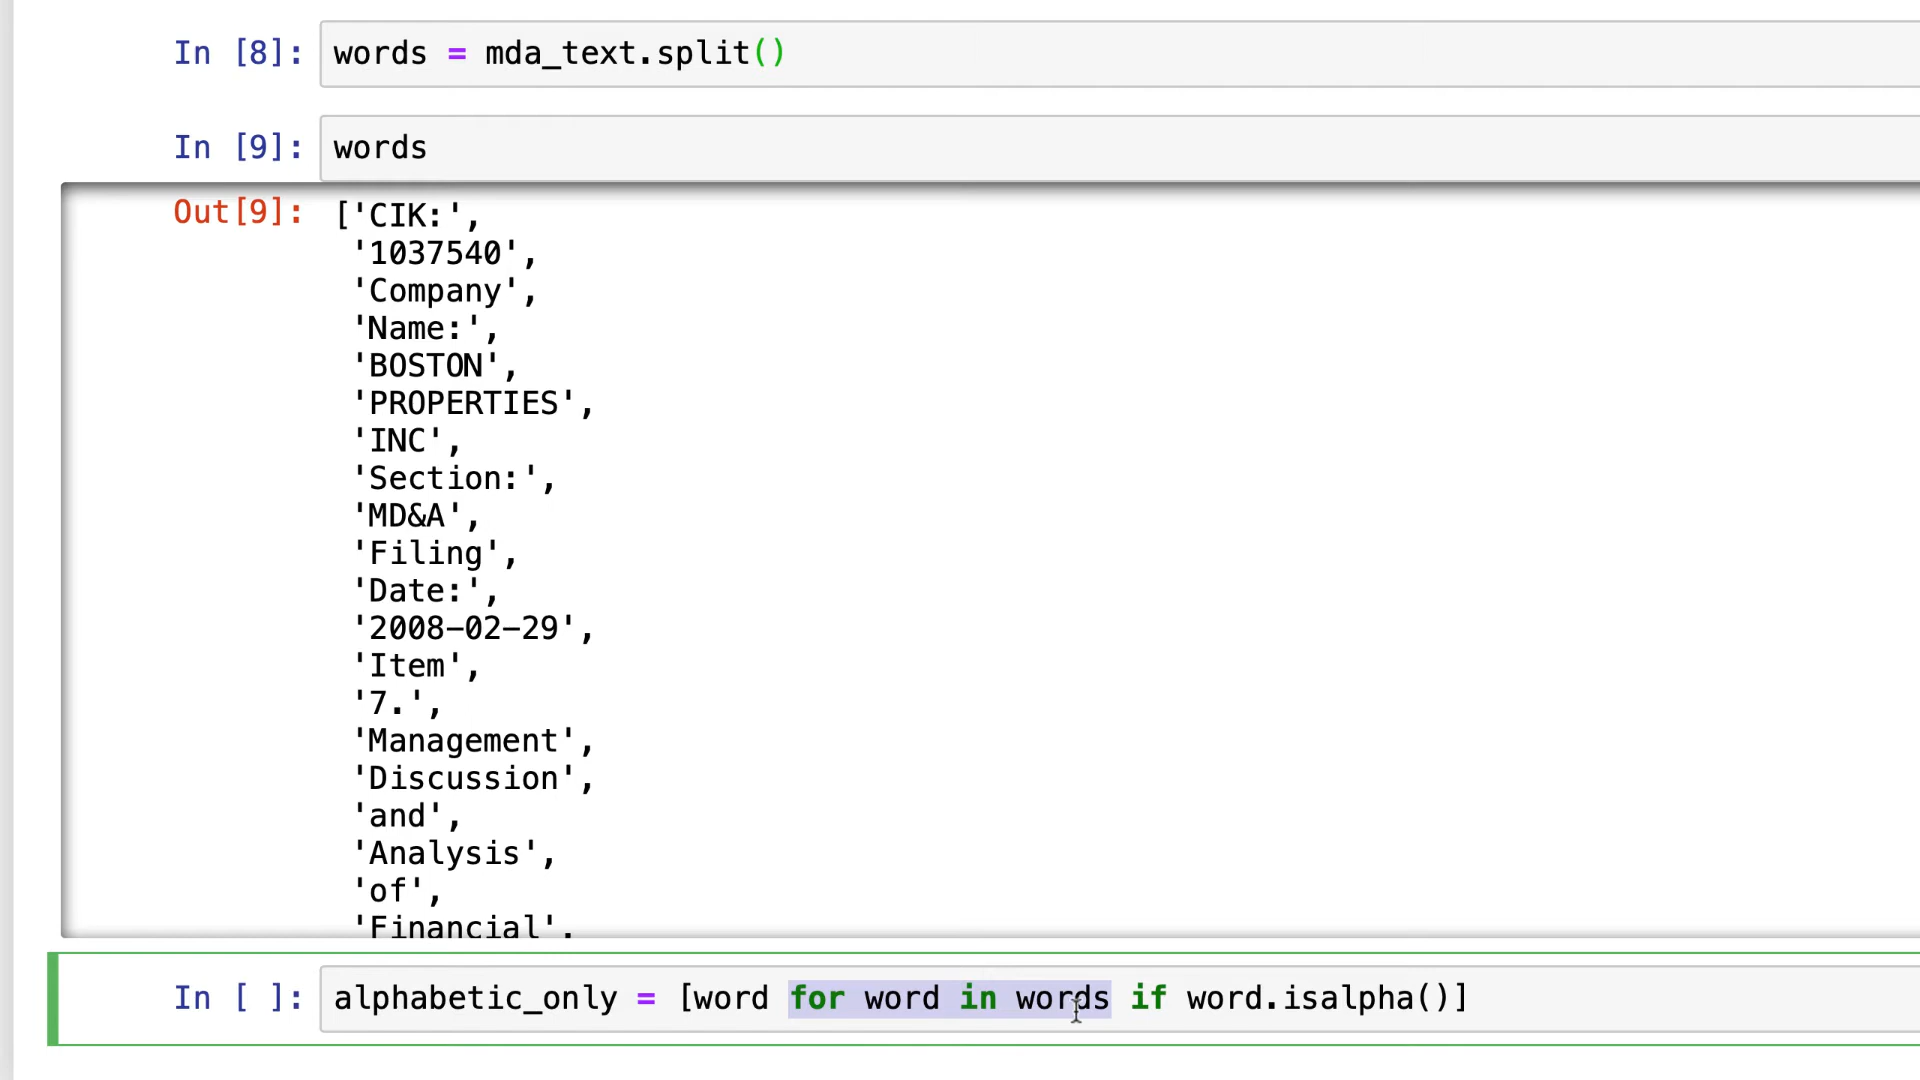 In [8]: words = mda_text.split()
In [9]: words
Out[9]: ['CIK:',
'1037540',
'Company',
'Name:',
'BOSTON',
'PROPERTIES',
'INC',
'Section:',
'MD&A',
'Filing',
'Date:',
'2008-02-29',
'Item',
'7.',
'Management',
'Discussion',
'and',
'Analysis',
'of',
'Financial',
In [ ]: alphabetic_only = [word for word in words if word.isalpha()]